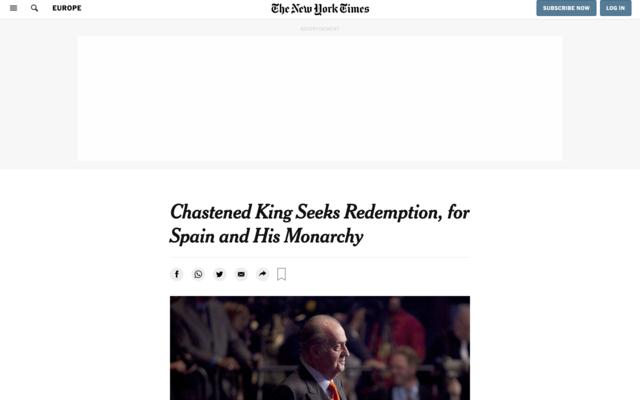 EUROPE
The New York Times
SUBSCRIBE NOW
LOG IN
ADVERTISEMENT
Chastened King Seeks Redemption, for
Spain and His Monarchy